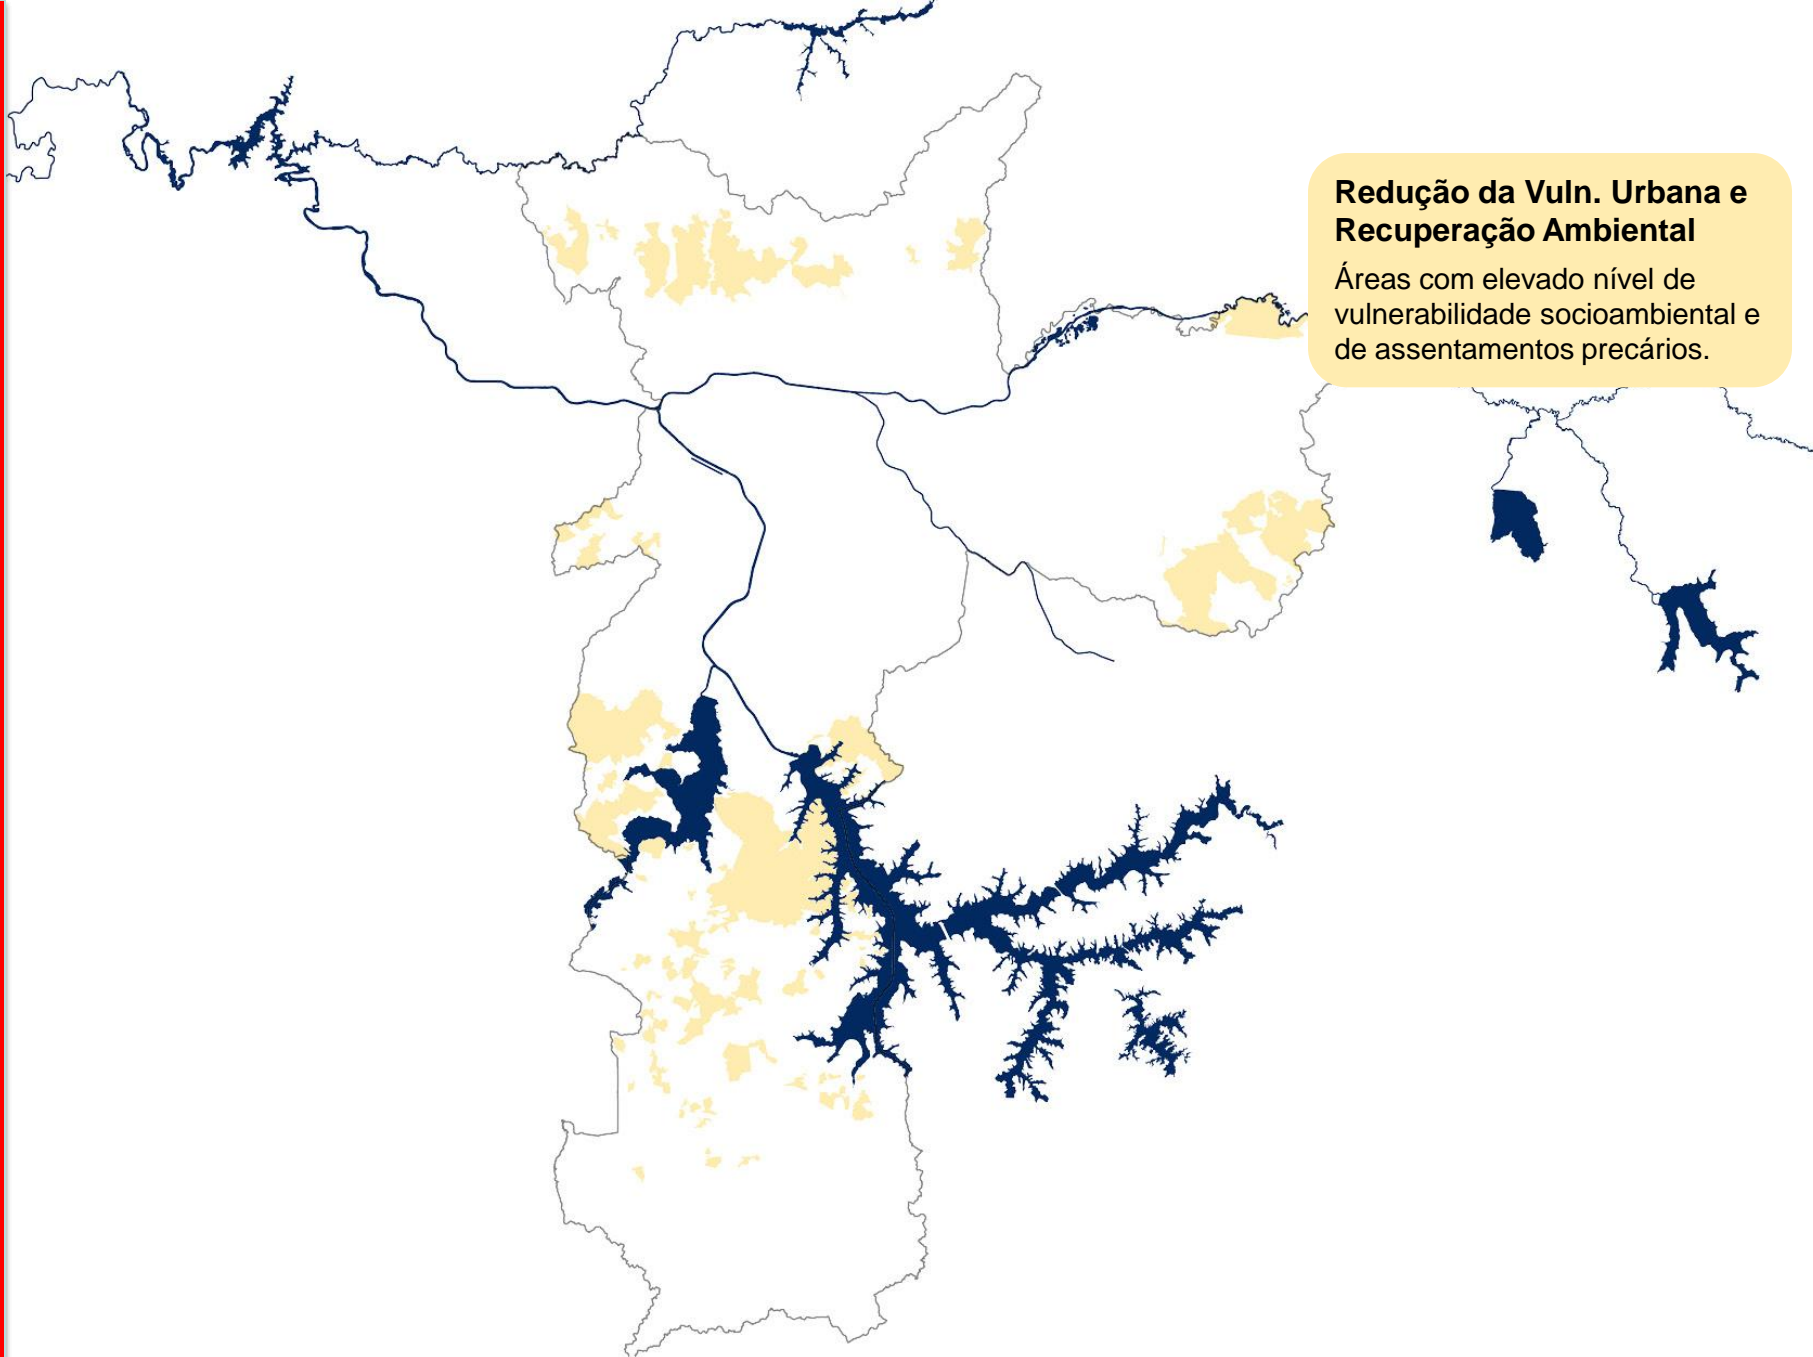 Redução da Vuln. Urbana e
Recuperação Ambiental
Áreas com elevado nível de
vulnerabilidade socioambiental e
de assentamentos precários.